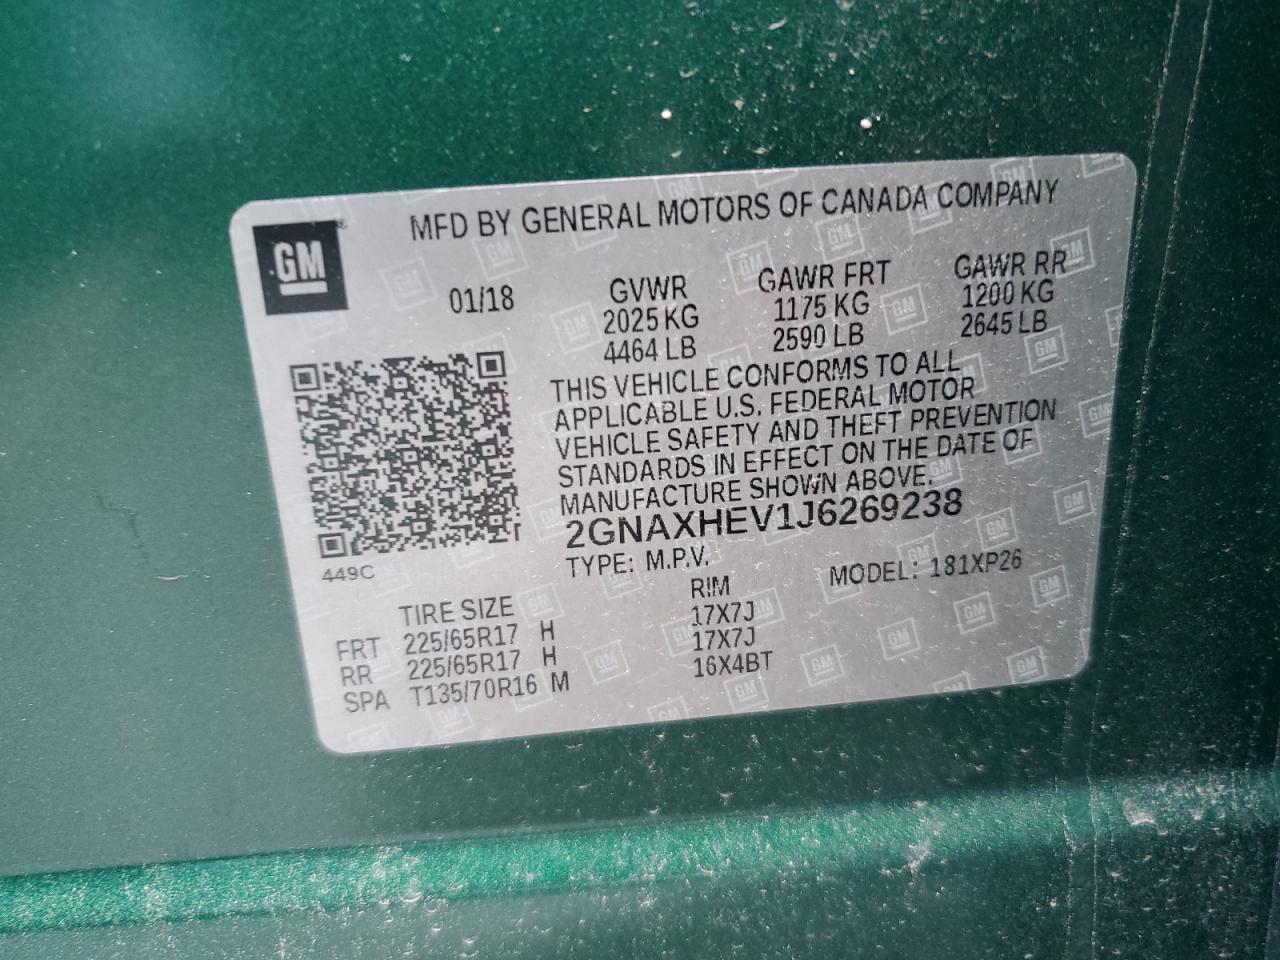 GM
MFD BY GENERAL MOTORS OF CANADA COMPANY
01/18
GVWR GAWR FRT GAWR RR
2025 KG 1175 KG 1200 KG
4464 LB 2590 LB 2645 LB
THIS VEHICLE CONFORMS TO ALL
APPLICABLE U.S. FEDERAL MOTOR
VEHICLE SAFETY AND THEFT PREVENTION
STANDARDS IN EFFECT ON THE DATE OF
MANUFACTURE SHOWN ABOVE.
2GNAXHEV1J6269238
TYPE: M.P.V. MODEL: 181XP26
449C
TIRE SIZE RIM
FRT 225/65R17 H 17X7J
RR 225/65R17 H 17X7J
SPA T135/70R16 M 16X4BT